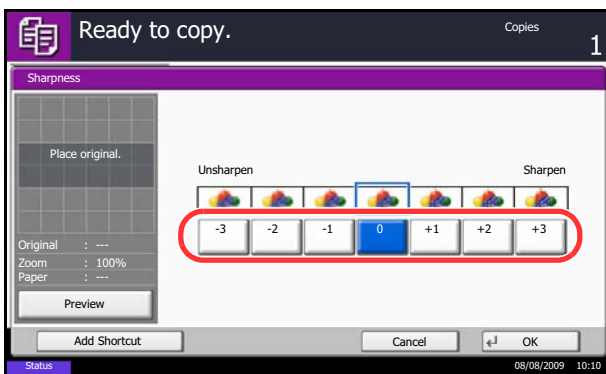 Ready to copy.
Copies
1
Sharpness
Place original.
Unsharpen Sharpen
-3 -2 -1 0 +1 +2 +3
Original : ---
Zoom : 100%
Paper : ---
Preview
Add Shortcut Cancel OK
Status 08/08/2009 10:10